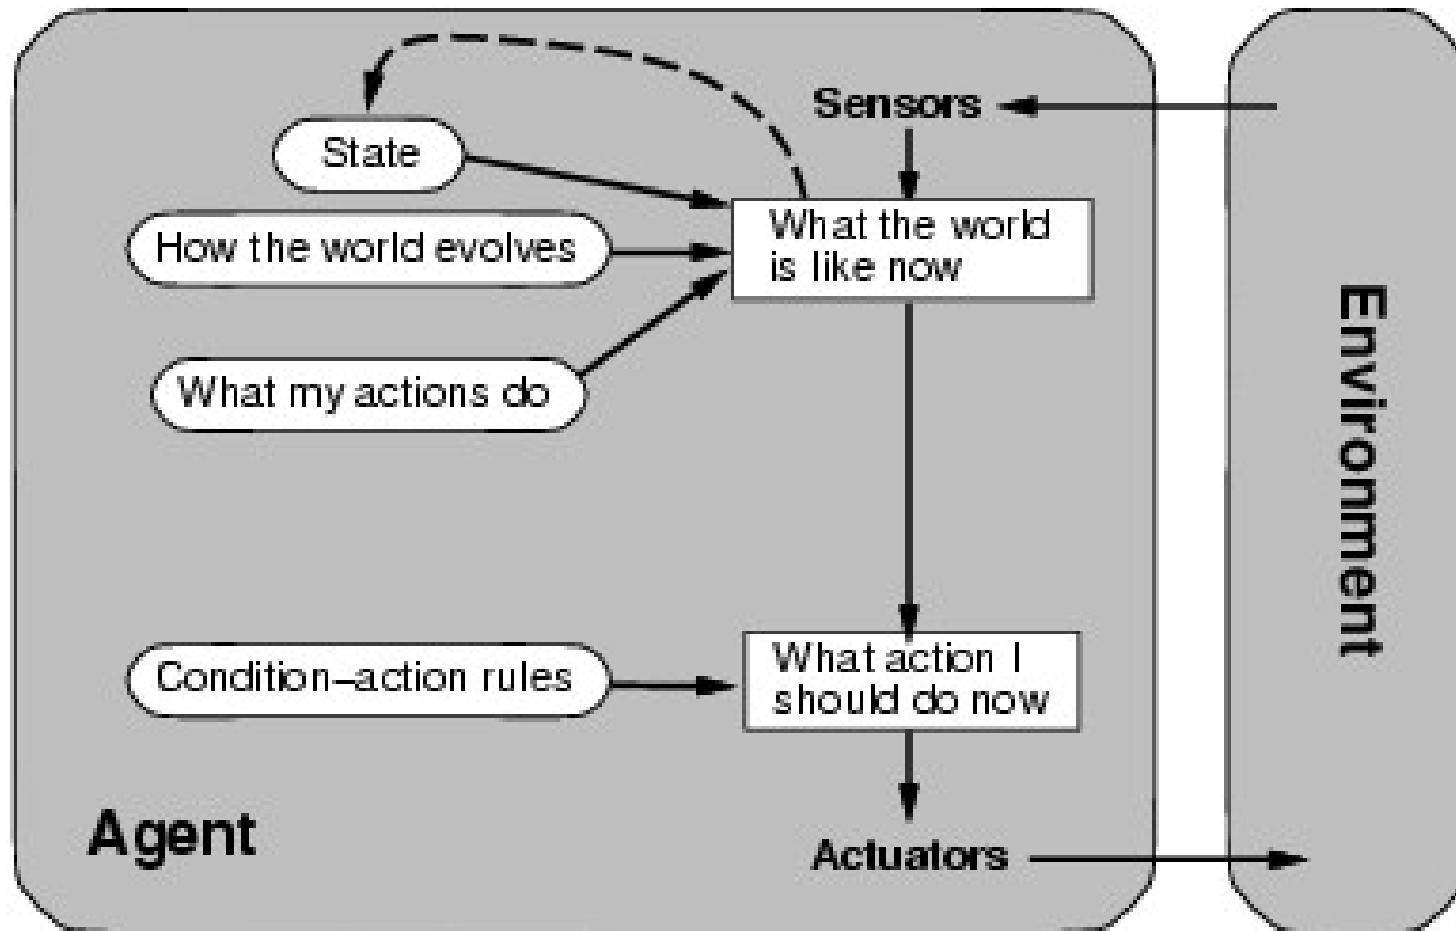 Sensors
State
What the world
is like now
How the world evolves
What my actions do
Environment
Condition–action rules
What action I
should do now
Agent
Actuators